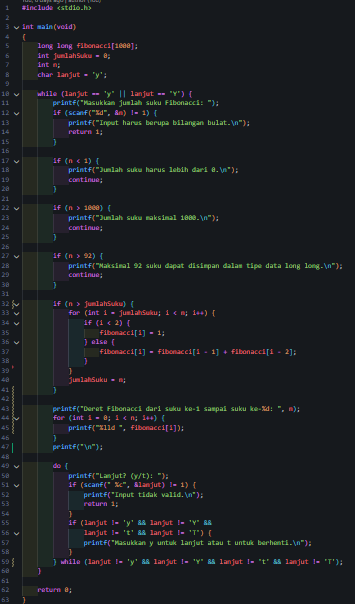 #include <stdio.h>
int main(void)
{
long long fibonacci[1000];
int jumlahSuku = 0;
int n;
char lanjut = 'y';
while (lanjut == 'y' || lanjut == 'Y') {
printf("Masukkan jumlah suku Fibonacci: ");
if (scanf("%d", &n) != 1) {
printf("Input harus berupa bilangan bulat.\n");
return 1;
}
if (n < 1) {
printf("Jumlah suku harus lebih dari 0.\n");
continue;
}
if (n > 1000) {
printf("Jumlah suku maksimal 1000.\n");
continue;
}
if (n > 92) {
printf("Maksimal 92 suku dapat disimpan dalam tipe data long long.\n");
continue;
}
if (n > jumlahSuku) {
for (int i = jumlahSuku; i < n; i++) {
if (i < 2) {
fibonacci[i] = 1;
} else {
fibonacci[i] = fibonacci[i - 1] + fibonacci[i - 2];
}
}
jumlahSuku = n;
}
printf("Deret Fibonacci dari suku ke-1 sampai suku ke-%d: ", n);
for (int i = 0; i < n; i++) {
printf("%lld ", fibonacci[i]);
}
printf("\n");
do {
printf("Lanjut? (y/t): ");
if (scanf(" %c", &lanjut) != 1) {
printf("Input tidak valid.\n");
return 1;
}
if (lanjut != 'y' && lanjut != 'Y' &&
lanjut != 't' && lanjut != 'T') {
printf("Masukkan y untuk lanjut atau t untuk berhenti.\n");
}
} while (lanjut != 'y' && lanjut != 'Y' && lanjut != 't' && lanjut != 'T');
}
return 0;
}